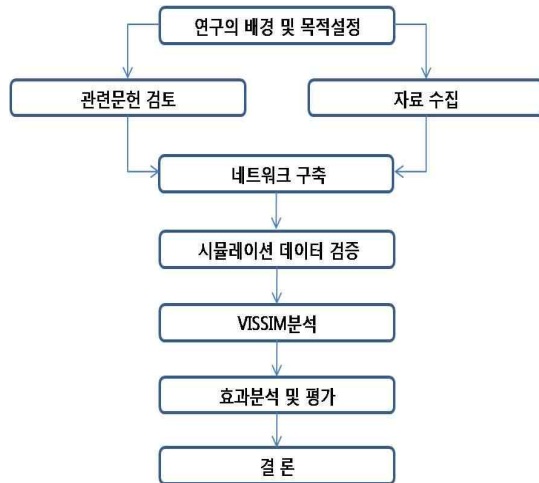 연구의 배경 및 목적설정
관련문헌 검토
자료 수집
네트워크 구축
시뮬레이션 데이터 검증
VISSIM분석
효과분석 및 평가
결 론